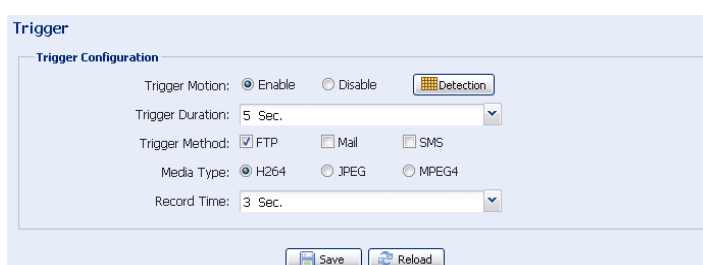 Trigger
Trigger Configuration
Trigger Motion: Enable Disable Detection
Trigger Duration: 5 Sec.
Trigger Method: FTP Mail SMS
Media Type: H264 JPEG MPEG4
Record Time: 3 Sec.
Save Reload